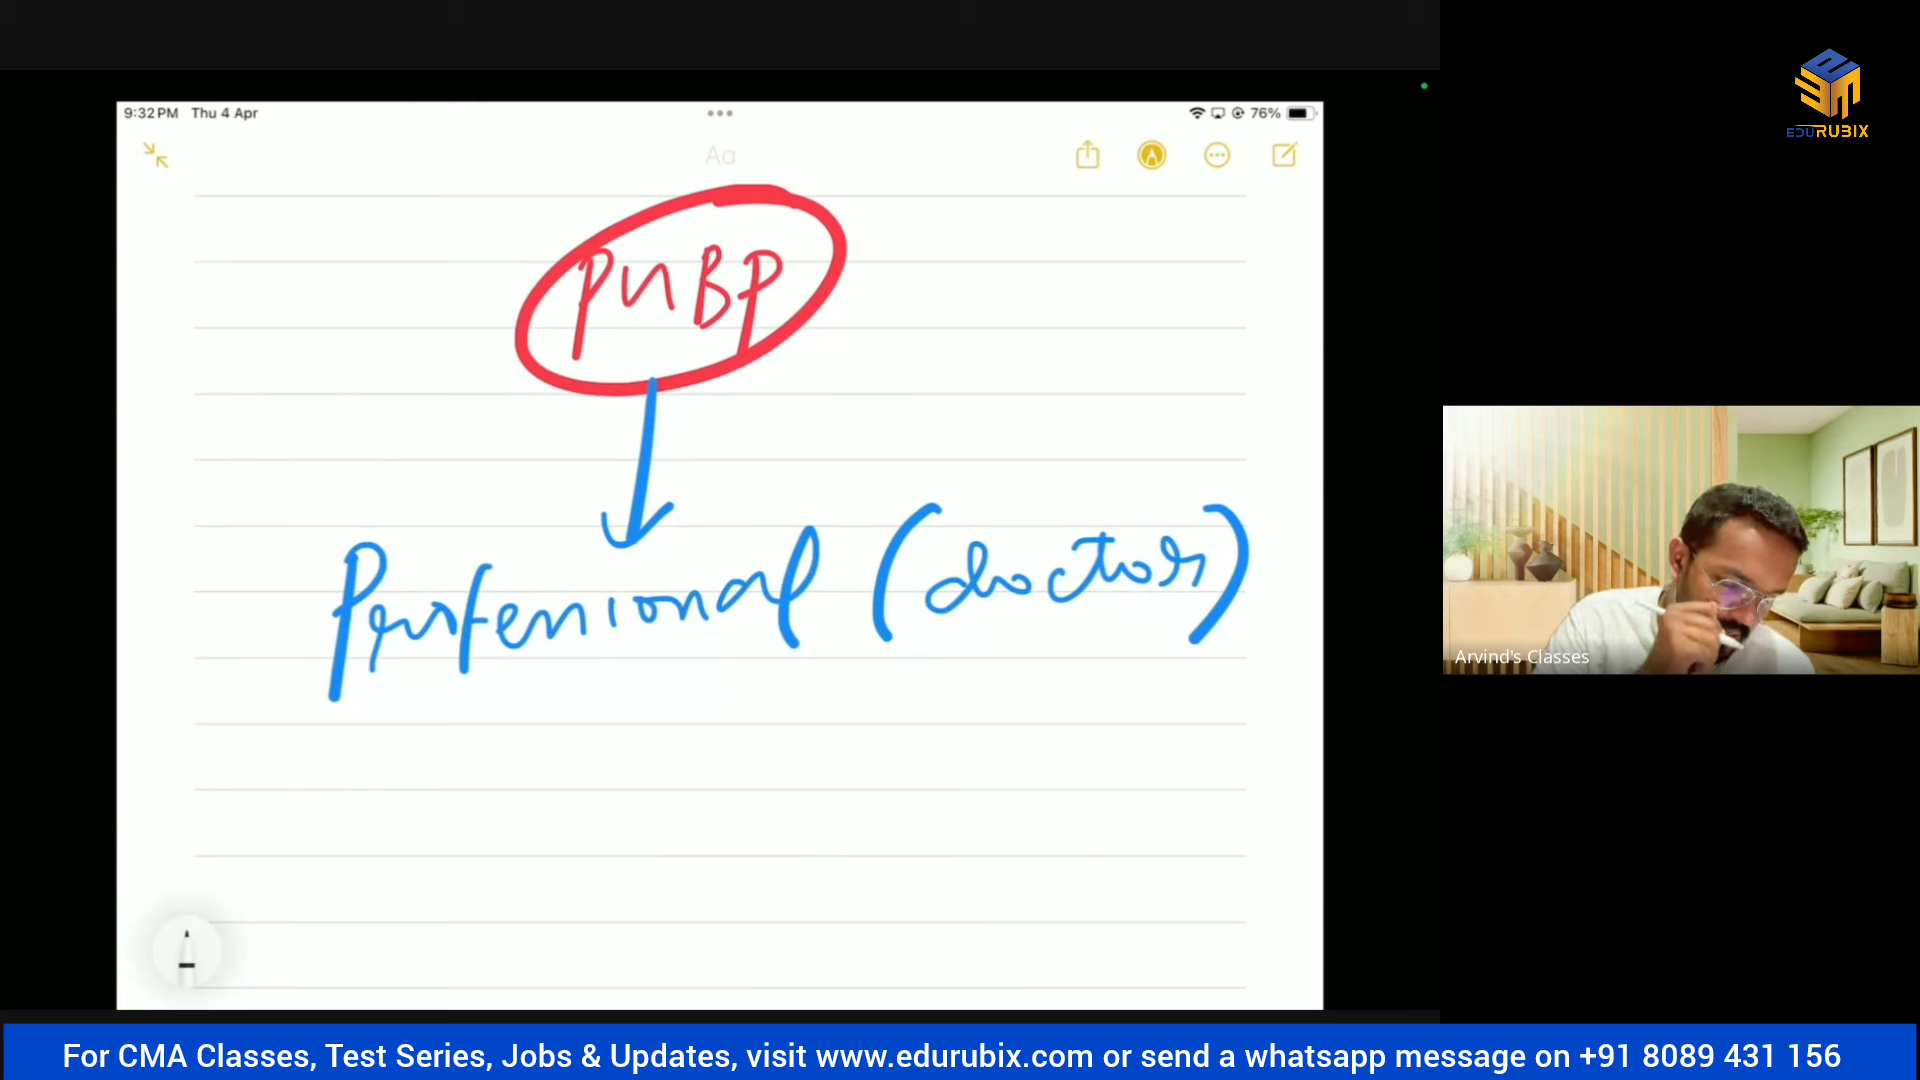 EDURUBIX
9:32 PM Thu 4 Apr
76%
Aa
PUBP
Professional (doctor)
Arvind's Classes
For CMA Classes, Test Series, Jobs & Updates, visit www.edurubix.com or send a whatsapp message on +91 8089 431 156